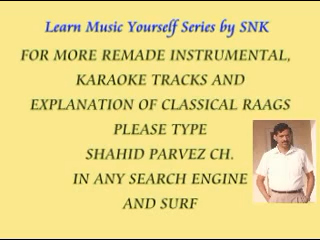 Learn Music Yourself Series by SNK
FOR MORE REMADE INSTRUMENTAL,
KARAOKE TRACKS AND
EXPLANATION OF CLASSICAL RAAGS
PLEASE TYPE
SHAHID PARVEZ CH.
IN ANY SEARCH ENGINE
AND SURF